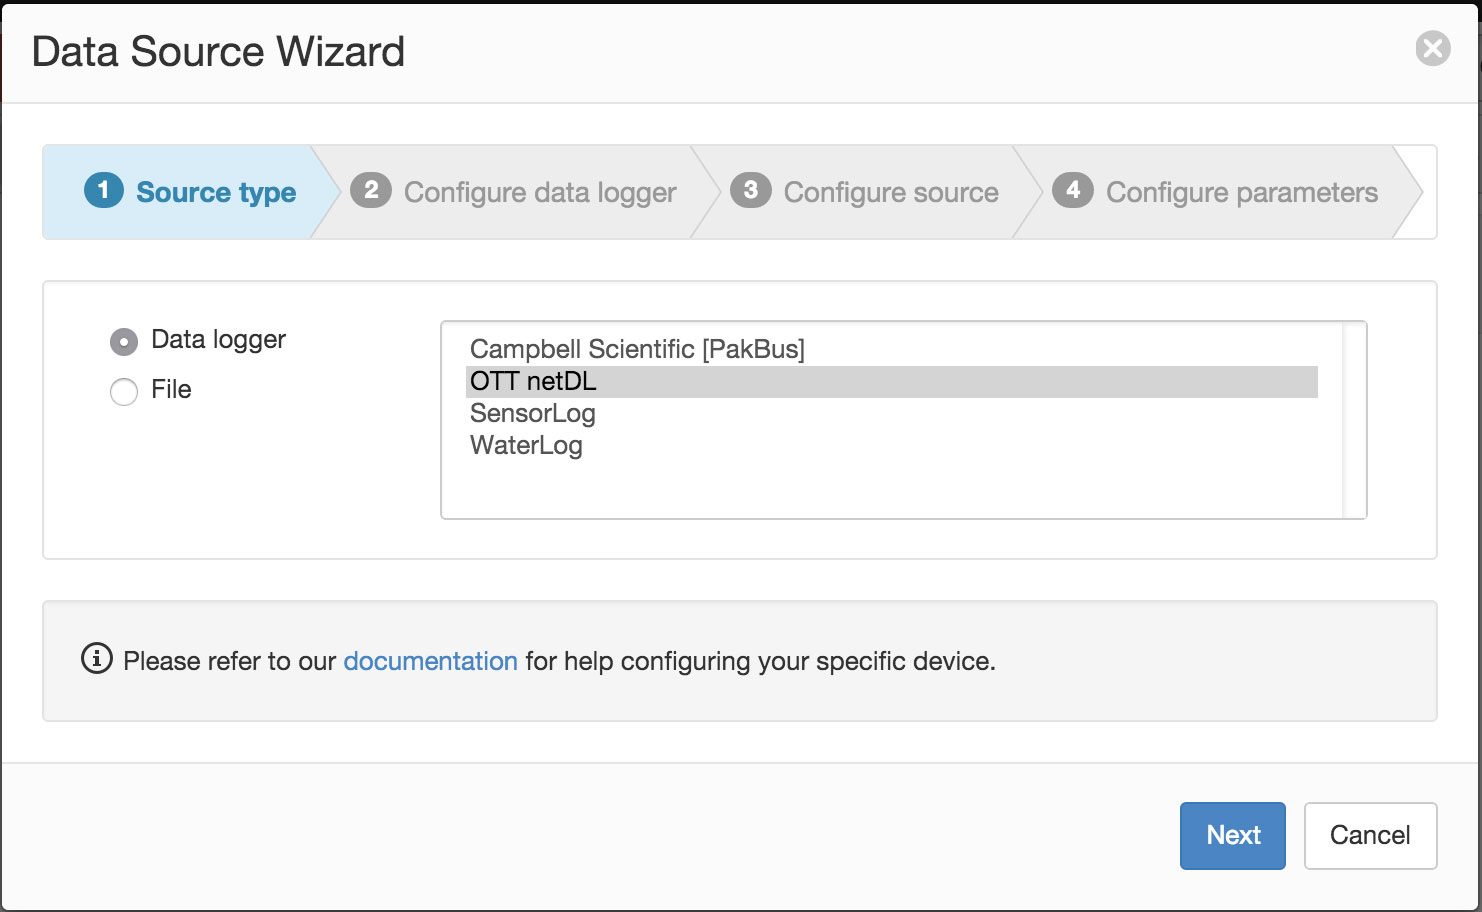 Data Source Wizard
1 Source type 2 Configure data logger 3 Configure source 4 Configure parameters
Data logger
File
Campbell Scientific [PakBus]
OTT netDL
SensorLog
WaterLog
Please refer to our documentation for help configuring your specific device.
Next Cancel